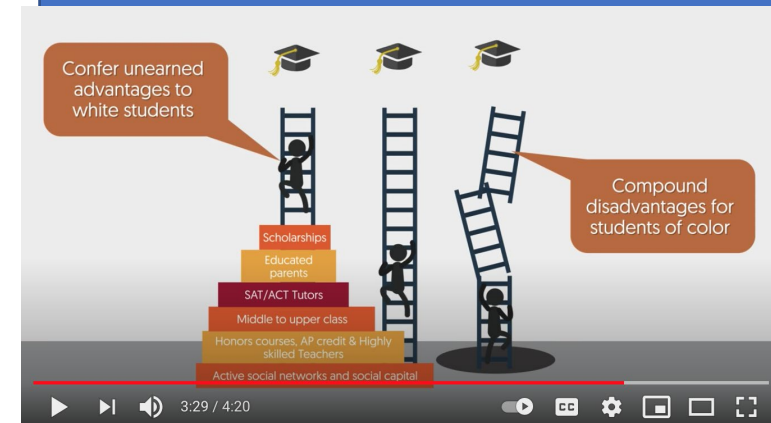 Confer unearned
advantages to
white students
Compound
disadvantages for
students of color
Scholarships
Educated
parents
SAT/ACT Tutors
Middle to upper class
Honors courses, AP credit & Highly
skilled Teachers
Active social networks and social capital
3:29 / 4:20
CC